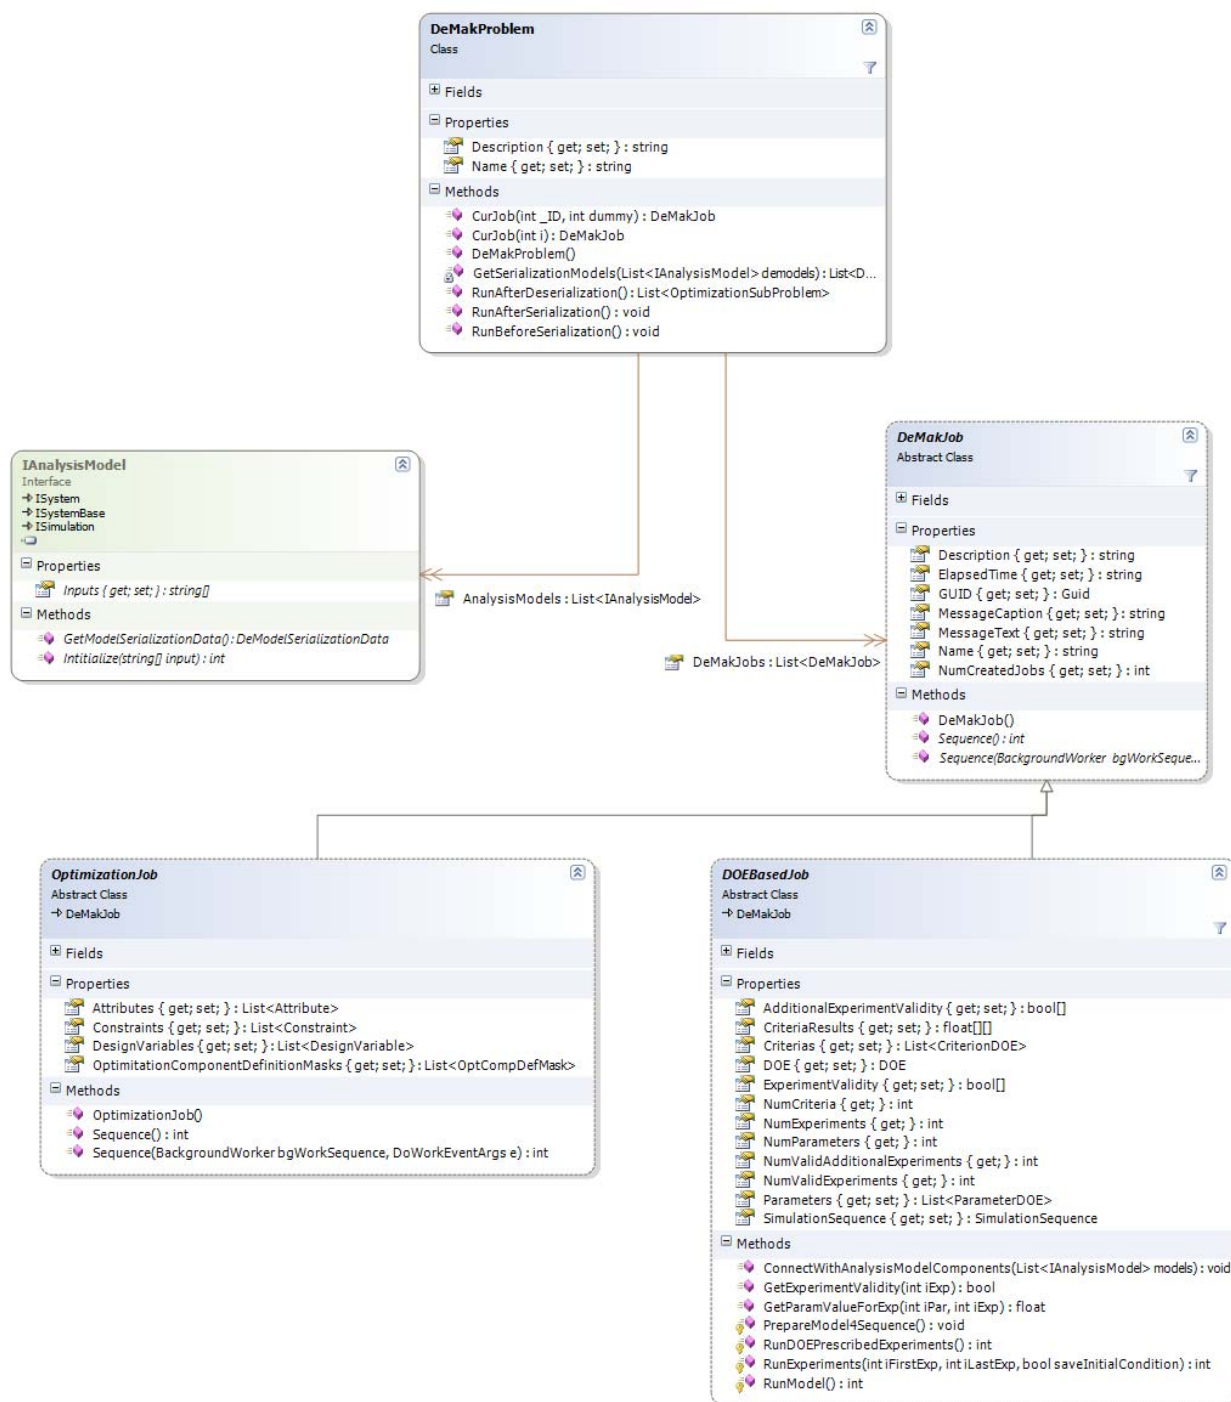 DeMakProblem
Class
Fields
Properties
Description { get; set; } : string
Name { get; set; } : string
Methods
CurJob(int _ID, int dummy) : DeMakJob
CurJob(int i) : DeMakJob
DeMakProblem()
GetSerializationModels(List<IAnalysisModel> demodels) : List<D...
RunAfterDeserialization() : List<OptimizationSubProblem>
RunAfterSerialization() : void
RunBeforeSerialization() : void
IAnalysisModel
Interface
ISystem
ISystemBase
ISimulation
Properties
Inputs { get; set; } : string[]
Methods
GetModelSerializationData() : DeModelSerializationData
Intitialize(string[] input) : int
AnalysisModels : List<IAnalysisModel>
DeMakJobs : List<DeMakJob>
DeMakJob
Abstract Class
Fields
Properties
Description { get; set; } : string
ElapsedTime { get; set; } : string
GUID { get; set; } : Guid
MessageCaption { get; set; } : string
MessageText { get; set; } : string
Name { get; set; } : string
NumCreatedJobs { get; set; } : int
Methods
DeMakJob()
Sequence() : int
Sequence(BackgroundWorker bgWorkSeque...
OptimizationJob
Abstract Class
DeMakJob
Fields
Properties
Attributes { get; set; } : List<Attribute>
Constraints { get; set; } : List<Constraint>
DesignVariables { get; set; } : List<DesignVariable>
OptimitationComponentDefinitionMasks { get; set; } : List<OptCompDefMask>
Methods
OptimizationJob()
Sequence() : int
Sequence(BackgroundWorker bgWorkSequence, DoWorkEventArgs e) : int
DOEBasedJob
Abstract Class
DeMakJob
Fields
Properties
AdditionalExperimentValidity { get; set; } : bool[]
CriteriaResults { get; set; } : float[][]
Criterias { get; set; } : List<CriterionDOE>
DOE { get; set; } : DOE
ExperimentValidity { get; set; } : bool[]
NumCriteria { get; } : int
NumExperiments { get; } : int
NumParameters { get; } : int
NumValidAdditionalExperiments { get; } : int
NumValidExperiments { get; } : int
Parameters { get; set; } : List<ParameterDOE>
SimulationSequence { get; set; } : SimulationSequence
Methods
ConnectWithAnalysisModelComponents(List<IAnalysisModel> models) : void
GetExperimentValidity(int iExp) : bool
GetParamValueForExp(int iPar, int iExp) : float
PrepareModel4Sequence() : void
RunDOEPrescribedExperiments() : int
RunExperiments(int iFirstExp, int iLastExp, bool saveInitialCondition) : int
RunModel() : int